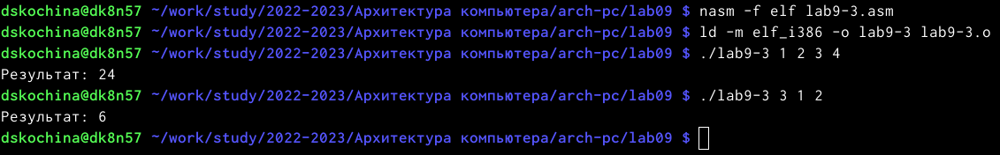 dskochina@dk8n57 ~/work/study/2022-2023/Архитектура компьютера/arch-pc/lab09 $ nasm -f elf lab9-3.asm
dskochina@dk8n57 ~/work/study/2022-2023/Архитектура компьютера/arch-pc/lab09 $ ld -m elf_i386 -o lab9-3 lab9-3.o
dskochina@dk8n57 ~/work/study/2022-2023/Архитектура компьютера/arch-pc/lab09 $ ./lab9-3 1 2 3 4
Результат: 24
dskochina@dk8n57 ~/work/study/2022-2023/Архитектура компьютера/arch-pc/lab09 $ ./lab9-3 3 1 2
Результат: 6
dskochina@dk8n57 ~/work/study/2022-2023/Архитектура компьютера/arch-pc/lab09 $